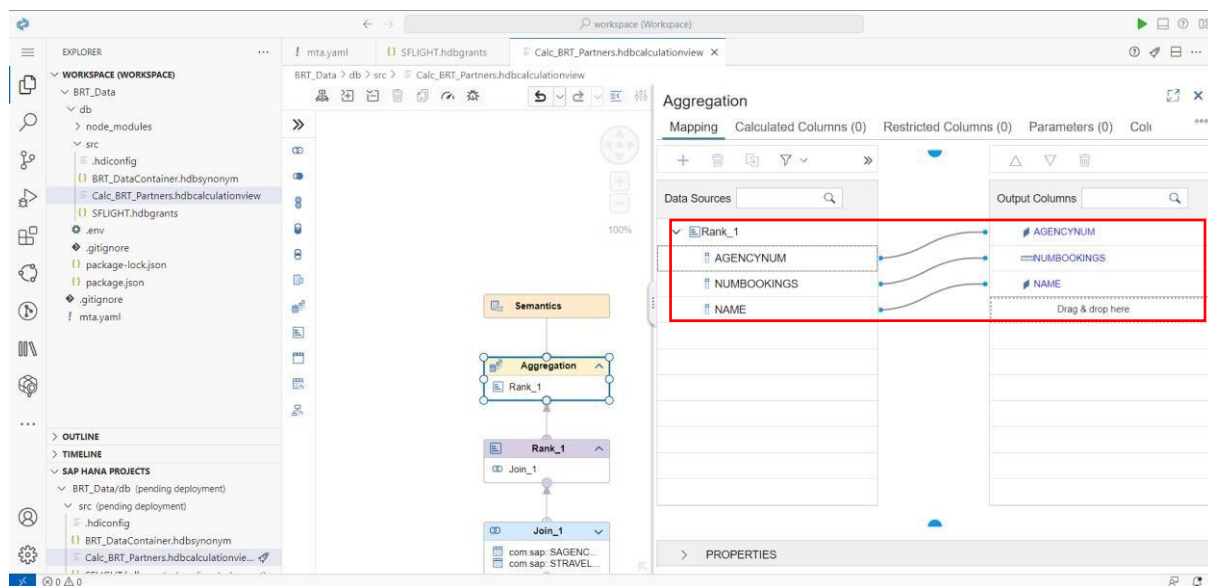 workspace (Workspace)
EXPLORER
...
! mta.yaml
{} SFLIGHT.hdbgrants
Calc_BRT_Partners.hdbcalculationview
WORKSPACE (WORKSPACE)
BRT_Data
db
node_modules
src
.hdiconfig
{} BRT_DataContainer.hdbsynonym
Calc_BRT_Partners.hdbcalculationview
{} SFLIGHT.hdbgrants
.env
.gitignore
{} package-lock.json
{} package.json
.gitignore
! mta.yaml
OUTLINE
TIMELINE
SAP HANA PROJECTS
BRT_Data/db (pending deployment)
src (pending deployment)
.hdiconfig
{} BRT_DataContainer.hdbsynonym
Calc_BRT_Partners.hdbcalculationvie...
0 0
BRT_Data > db > src > Calc_BRT_Partners.hdbcalculationview
100%
Semantics
Aggregation
Rank_1
Rank_1
Join_1
Join_1
com.sap: SAGENC...
com.sap: STRAVEL...
Aggregation
Mapping Calculated Columns (0) Restricted Columns (0) Parameters (0) Colu
Data Sources
Output Columns
Rank_1
AGENCYNUM
AGENCYNUM
NUMBOOKINGS
NUMBOOKINGS
NAME
NAME
Drag & drop here
PROPERTIES